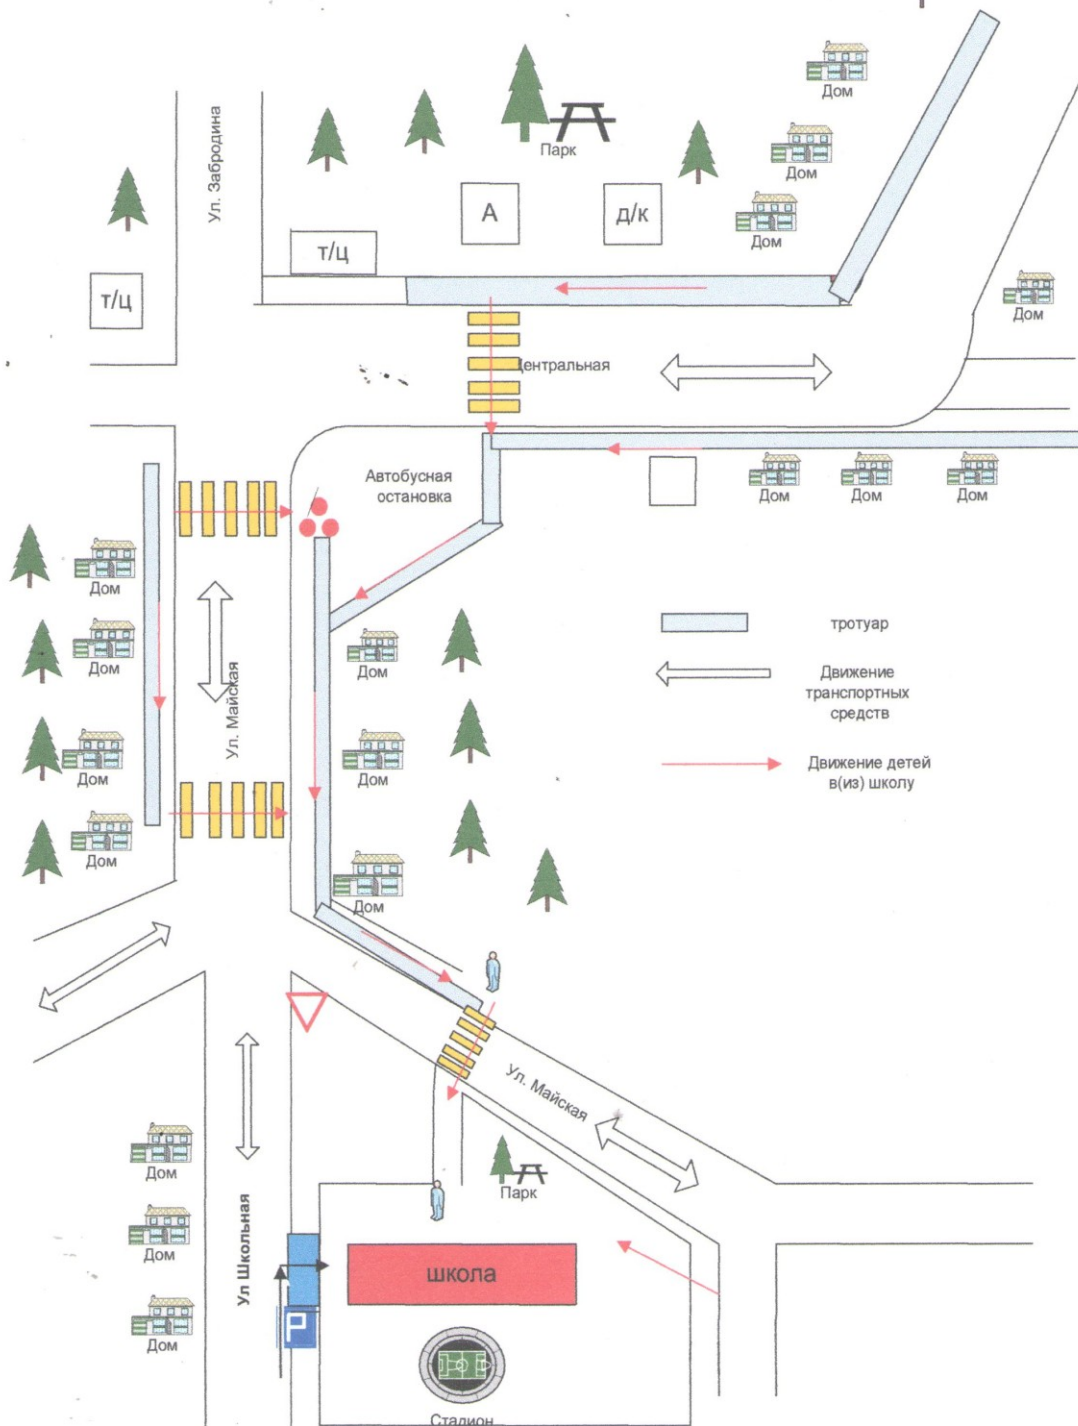 Дом
Ул. Забродина
Парк
Дом
А
д/к
Дом
т/ц
т/ц
Дом
Центральная
Автобусная
остановка
Дом
Дом
Дом
Дом
Дом
Дом
Ул. Майская
Дом
Дом
Дом
Дом
Дом
тротуар
Движение
транспортных
средств
Движение детей
в(из) школу
Ул. Майская
Дом
Дом
Дом
Парк
Ул Школьная
школа
P
Стадион